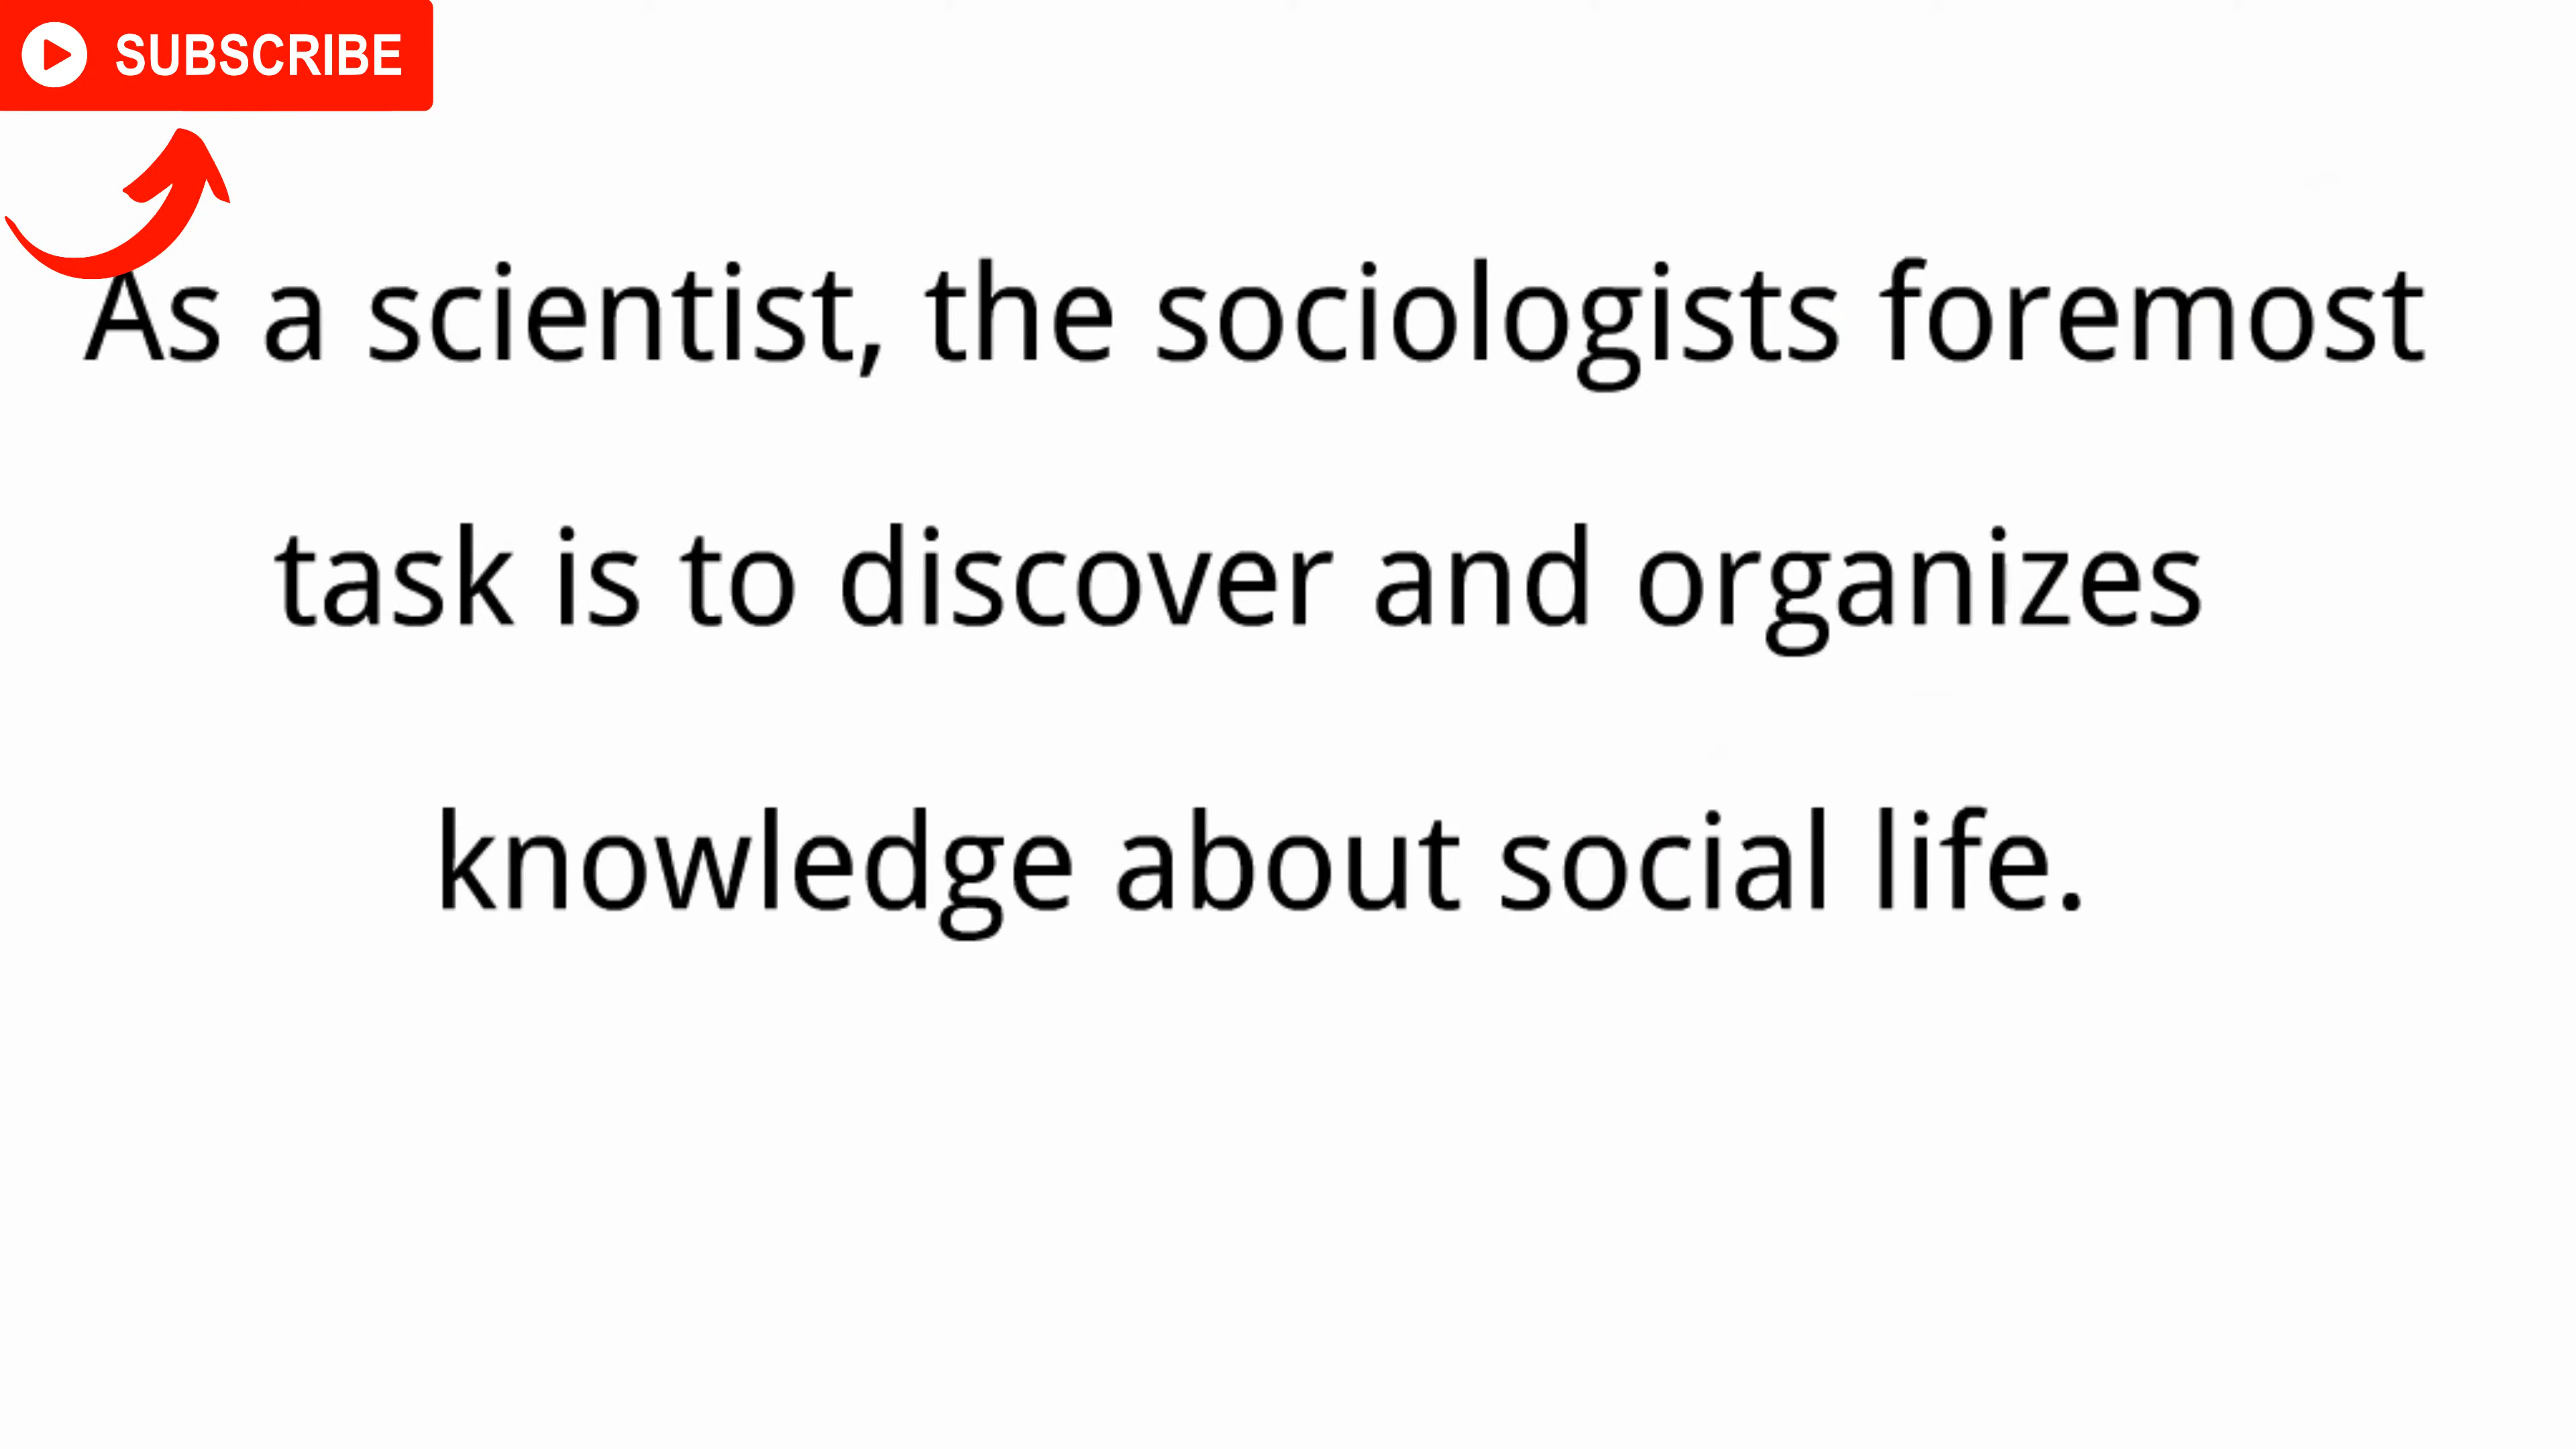 SUBSCRIBE
As a scientist, the sociologists foremost
task is to discover and organizes
knowledge about social life.